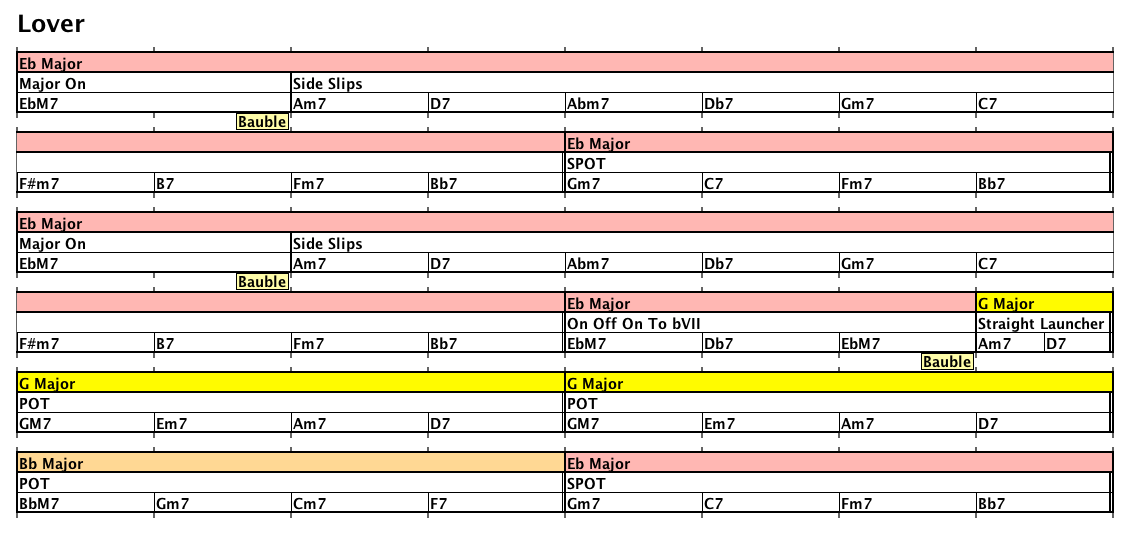 Lover
Eb Major
Major On Side Slips
EbM7 Am7 D7 Abm7 Db7 Gm7 C7
Bauble
Eb Major
SPOT
F#m7 B7 Fm7 Bb7 Gm7 C7 Fm7 Bb7
Eb Major
Major On Side Slips
EbM7 Am7 D7 Abm7 Db7 Gm7 C7
Bauble
Eb Major G Major
On Off On To bVII Straight Launcher
F#m7 B7 Fm7 Bb7 EbM7 Db7 EbM7 Am7 D7
Bauble
G Major G Major
POT POT
GM7 Em7 Am7 D7 GM7 Em7 Am7 D7
Bb Major Eb Major
POT SPOT
BbM7 Gm7 Cm7 F7 Gm7 C7 Fm7 Bb7